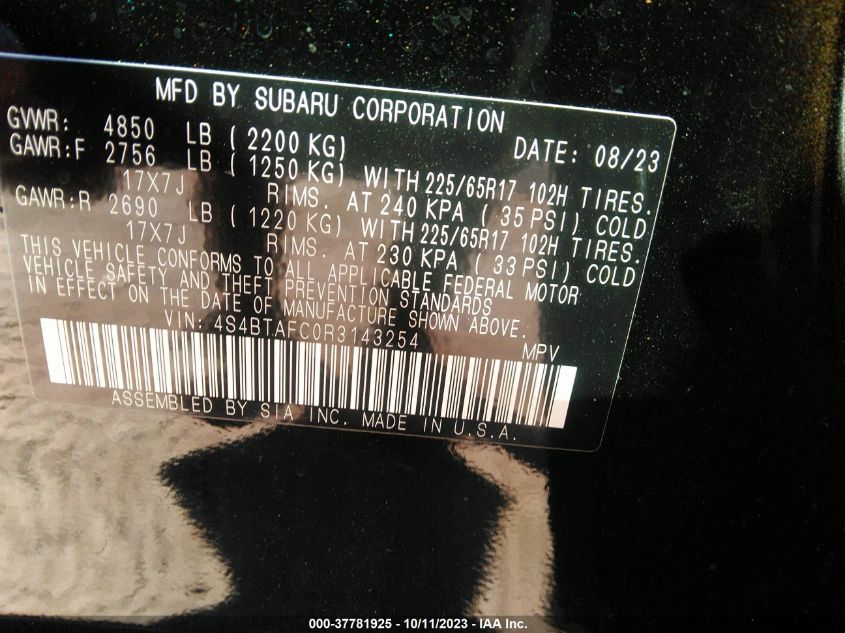 MFD BY SUBARU CORPORATION
GVWR: 4850 LB ( 2200 KG) DATE: 08/23
GAWR:F 2756 LB ( 1250 KG) WITH 225/65R17 102H TIRES.
17X7J RIMS. AT 240 KPA ( 35 PSI) COLD
GAWR:R 2690 LB ( 1220 KG) WITH 225/65R17 102H TIRES.
17X7J RIMS. AT 230 KPA ( 33 PSI) COLD
THIS VEHICLE CONFORMS TO ALL APPLICABLE FEDERAL MOTOR
VEHICLE SAFETY AND THEFT PREVENTION STANDARDS
IN EFFECT ON THE DATE OF MANUFACTURE SHOWN ABOVE.
VIN: 4S4BTAFC0R3143254 MPV
ASSEMBLED BY SIA INC. MADE IN U.S.A.
000-37781925 - 10/11/2023 - IAA Inc.